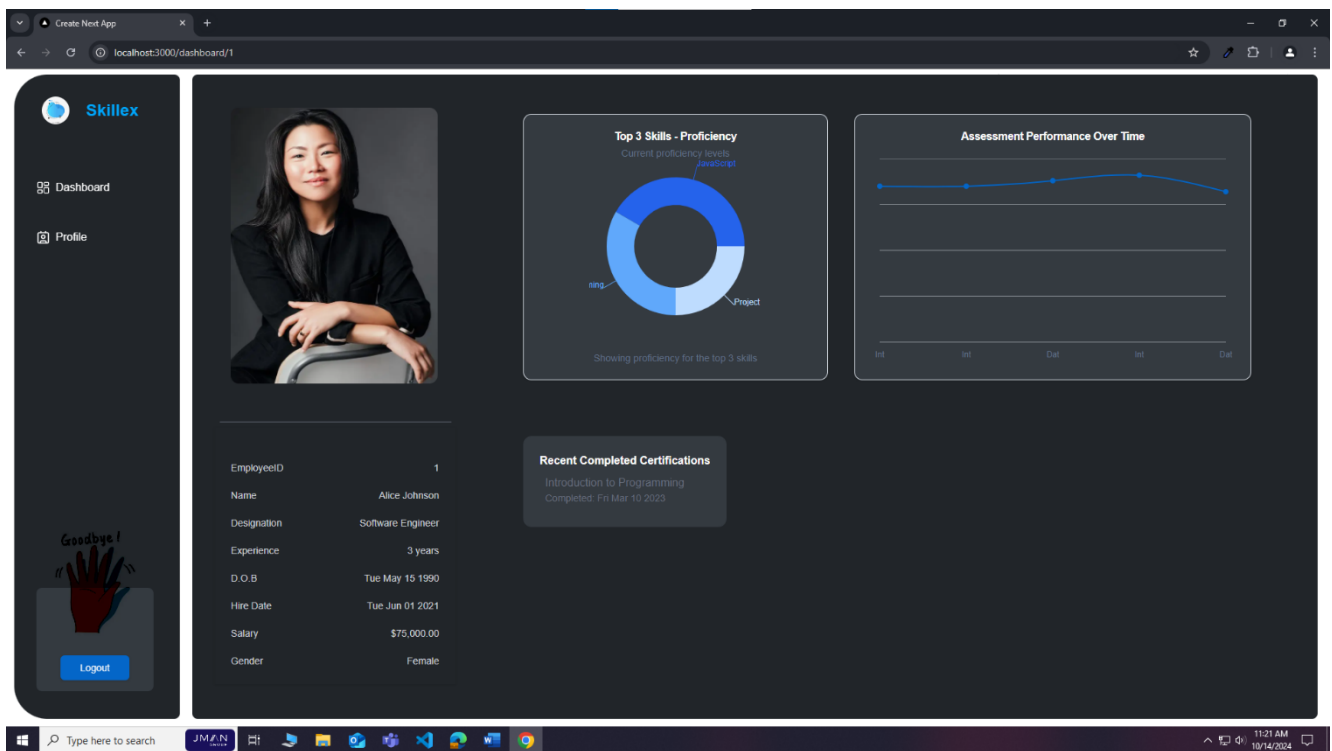 Create Next App
localhost:3000/dashboard/1
Skillex
Dashboard
Profile
Goodbye!
Logout
EmployeeID 1
Name Alice Johnson
Designation Software Engineer
Experience 3 years
D.O.B Tue May 15 1990
Hire Date Tue Jun 01 2021
Salary $75,000.00
Gender Female
Top 3 Skills - Proficiency
Current proficiency levels
JavaScript
ning
Project
Showing proficiency for the top 3 skills
Assessment Performance Over Time
Int Int Dat Int Dat
Recent Completed Certifications
Introduction to Programming
Completed: Fri Mar 10 2023
Type here to search
JMAN
GROUP
11:21 AM
10/14/2024